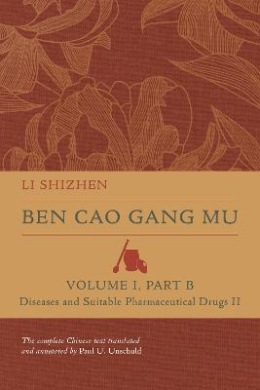 LI SHIZHEN
BEN CAO GANG MU
VOLUME I, PART B
Diseases and Suitable Pharmaceutical Drugs II
The complete Chinese text translated
and annotated by Paul U. Unschuld